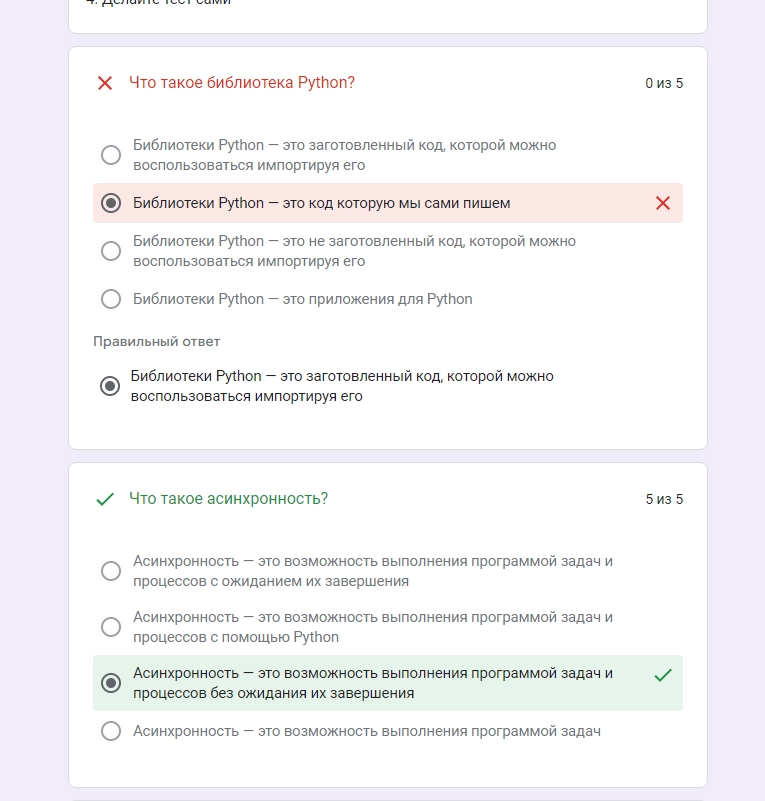 4. Делайте тест сами
Что такое библиотека Python?
0 из 5
Библиотеки Python — это заготовленный код, которой можно
воспользоваться импортируя его
Библиотеки Python — это код которую мы сами пишем
Библиотеки Python — это не заготовленный код, которой можно
воспользоваться импортируя его
Библиотеки Python — это приложения для Python
Правильный ответ
Библиотеки Python — это заготовленный код, которой можно
воспользоваться импортируя его
Что такое асинхронность?
5 из 5
Асинхронность — это возможность выполнения программой задач и
процессов с ожиданием их завершения
Асинхронность — это возможность выполнения программой задач и
процессов с помощью Python
Асинхронность — это возможность выполнения программой задач и
процессов без ожидания их завершения
Асинхронность — это возможность выполнения программой задач